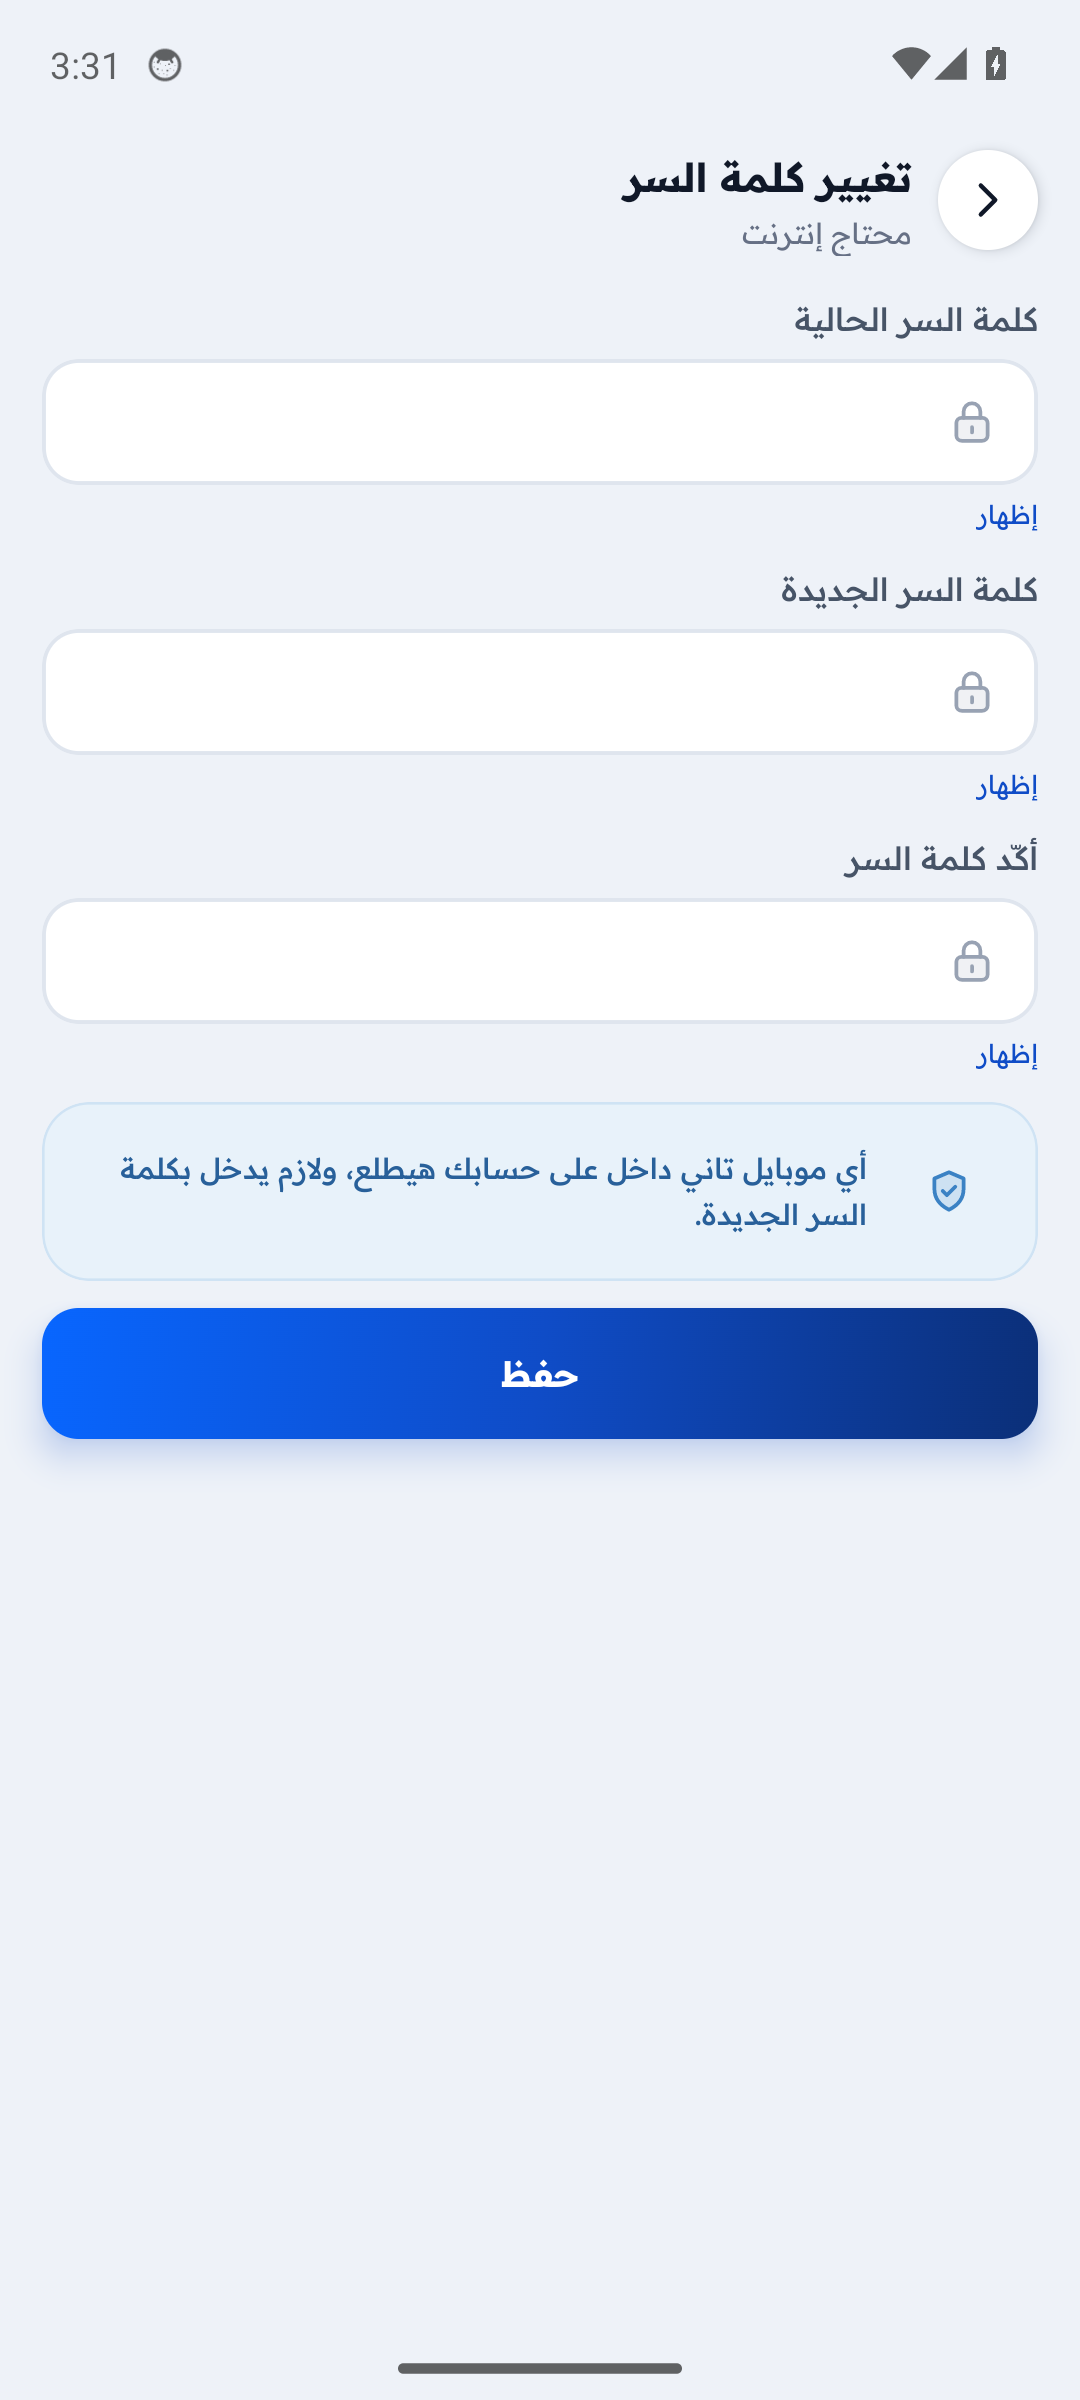 3:31
تغيير كلمة السر
محتاج إنترنت
كلمة السر الحالية
إظهار
كلمة السر الجديدة
إظهار
أكّد كلمة السر
إظهار
أي موبايل تاني داخل على حسابك هيطلع، ولازم يدخل بكلمة
السر الجديدة.
حفظ